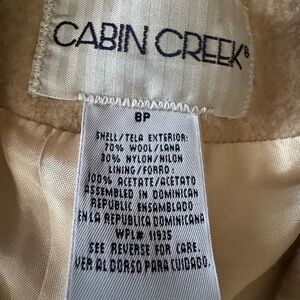 CABIN CREEK®
8P
SHELL/TELA EXTERIOR:
70% WOOL/LANA
30% NYLON/NILON
LINING/FORRO:
100% ACETATE/ACETATO
ASSEMBLED IN DOMINICAN
REPUBLIC ENSAMBLADO
EN LA REPUBLICA DOMINICANA
WPL# 11935
SEE REVERSE FOR CARE.
VER AL DORSO PARA CUIDADO.